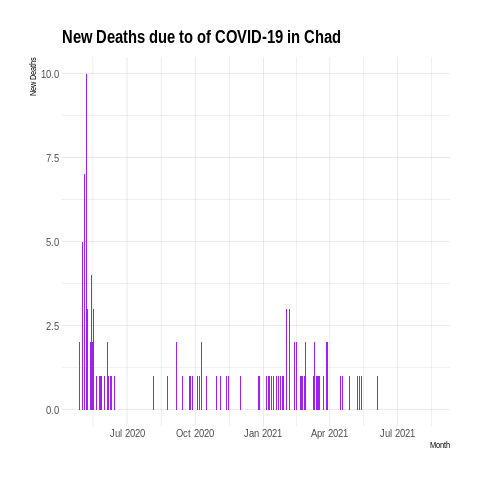 New Deaths due to of COVID-19 in Chad
New Deaths
10.0
7.5
5.0
2.5
0.0
Jul 2020 Oct 2020 Jan 2021 Apr 2021 Jul 2021
Month